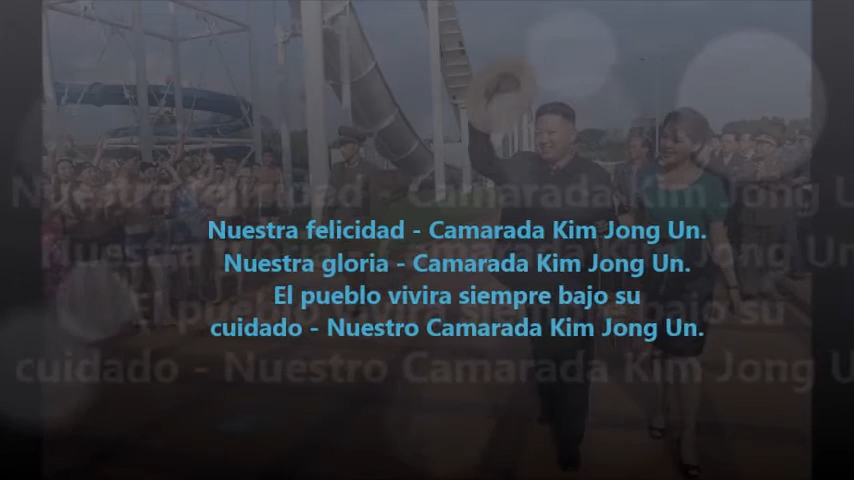 Nuestra felicidad - Camarada Kim Jong Un.
Nuestra gloria - Camarada Kim Jong Un.
El pueblo vivira siempre bajo su
cuidado - Nuestro Camarada Kim Jong Un.